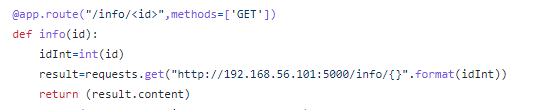 @app.route("/info/<id>",methods=['GET'])
def info(id):
    idInt=int(id)
    result=requests.get("http://192.168.56.101:5000/info/{}".format(idInt))
    return (result.content)